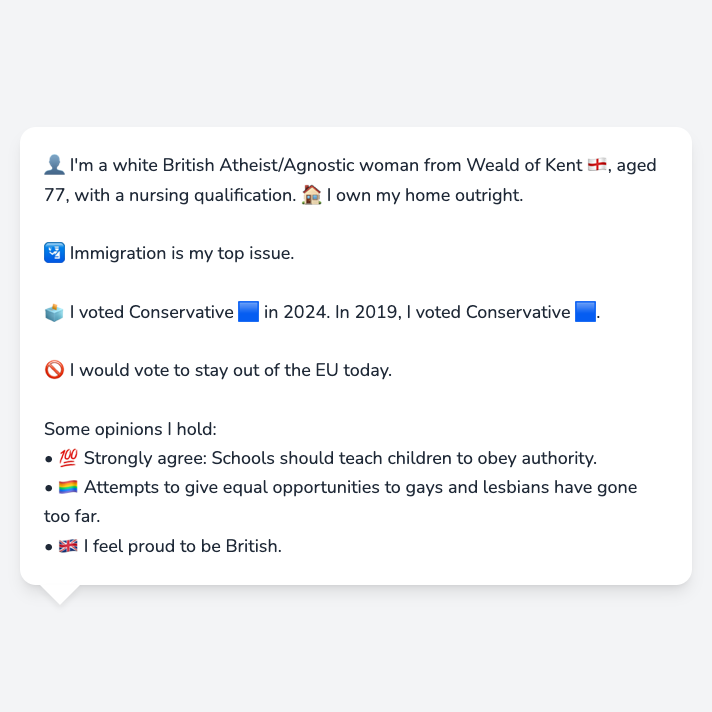 👤 I'm a white British Atheist/Agnostic woman from Weald of Kent 🏴󠁧󠁢󠁥󠁮󠁧󠁿, aged
77, with a nursing qualification. 🏠 I own my home outright.
🛂 Immigration is my top issue.
🗳️ I voted Conservative 🟦 in 2024. In 2019, I voted Conservative 🟦.
🚫 I would vote to stay out of the EU today.
Some opinions I hold:
• 💯 Strongly agree: Schools should teach children to obey authority.
• 🏳️‍🌈 Attempts to give equal opportunities to gays and lesbians have gone
too far.
• 🇬🇧 I feel proud to be British.